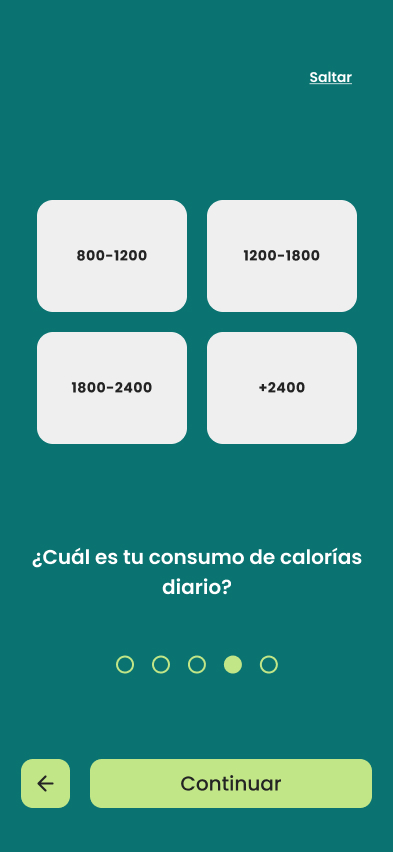 Saltar
800-1200
1200-1800
1800-2400
+2400
¿Cuál es tu consumo de calorías
diario?
Continuar